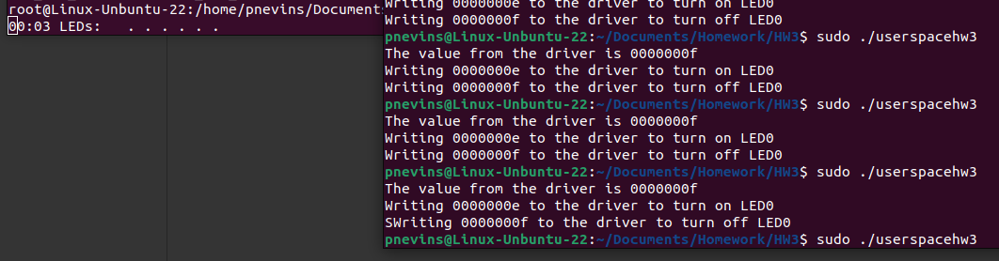 root@Linux-Unbuntu-22:/home/pnevins/Document
00:03 LEDs:   . . . . . .
Writing 0000000e to the driver to turn on LED0
Writing 0000000f to the driver to turn off LED0
pnevins@Linux-Unbuntu-22:~/Documents/Homework/HW3$ sudo ./userspacehw3
The value from the driver is 0000000f
Writing 0000000e to the driver to turn on LED0
Writing 0000000f to the driver to turn off LED0
pnevins@Linux-Unbuntu-22:~/Documents/Homework/HW3$ sudo ./userspacehw3
The value from the driver is 0000000f
Writing 0000000e to the driver to turn on LED0
Writing 0000000f to the driver to turn off LED0
pnevins@Linux-Unbuntu-22:~/Documents/Homework/HW3$ sudo ./userspacehw3
The value from the driver is 0000000f
Writing 0000000e to the driver to turn on LED0
SWriting 0000000f to the driver to turn off LED0
pnevins@Linux-Unbuntu-22:~/Documents/Homework/HW3$ sudo ./userspacehw3